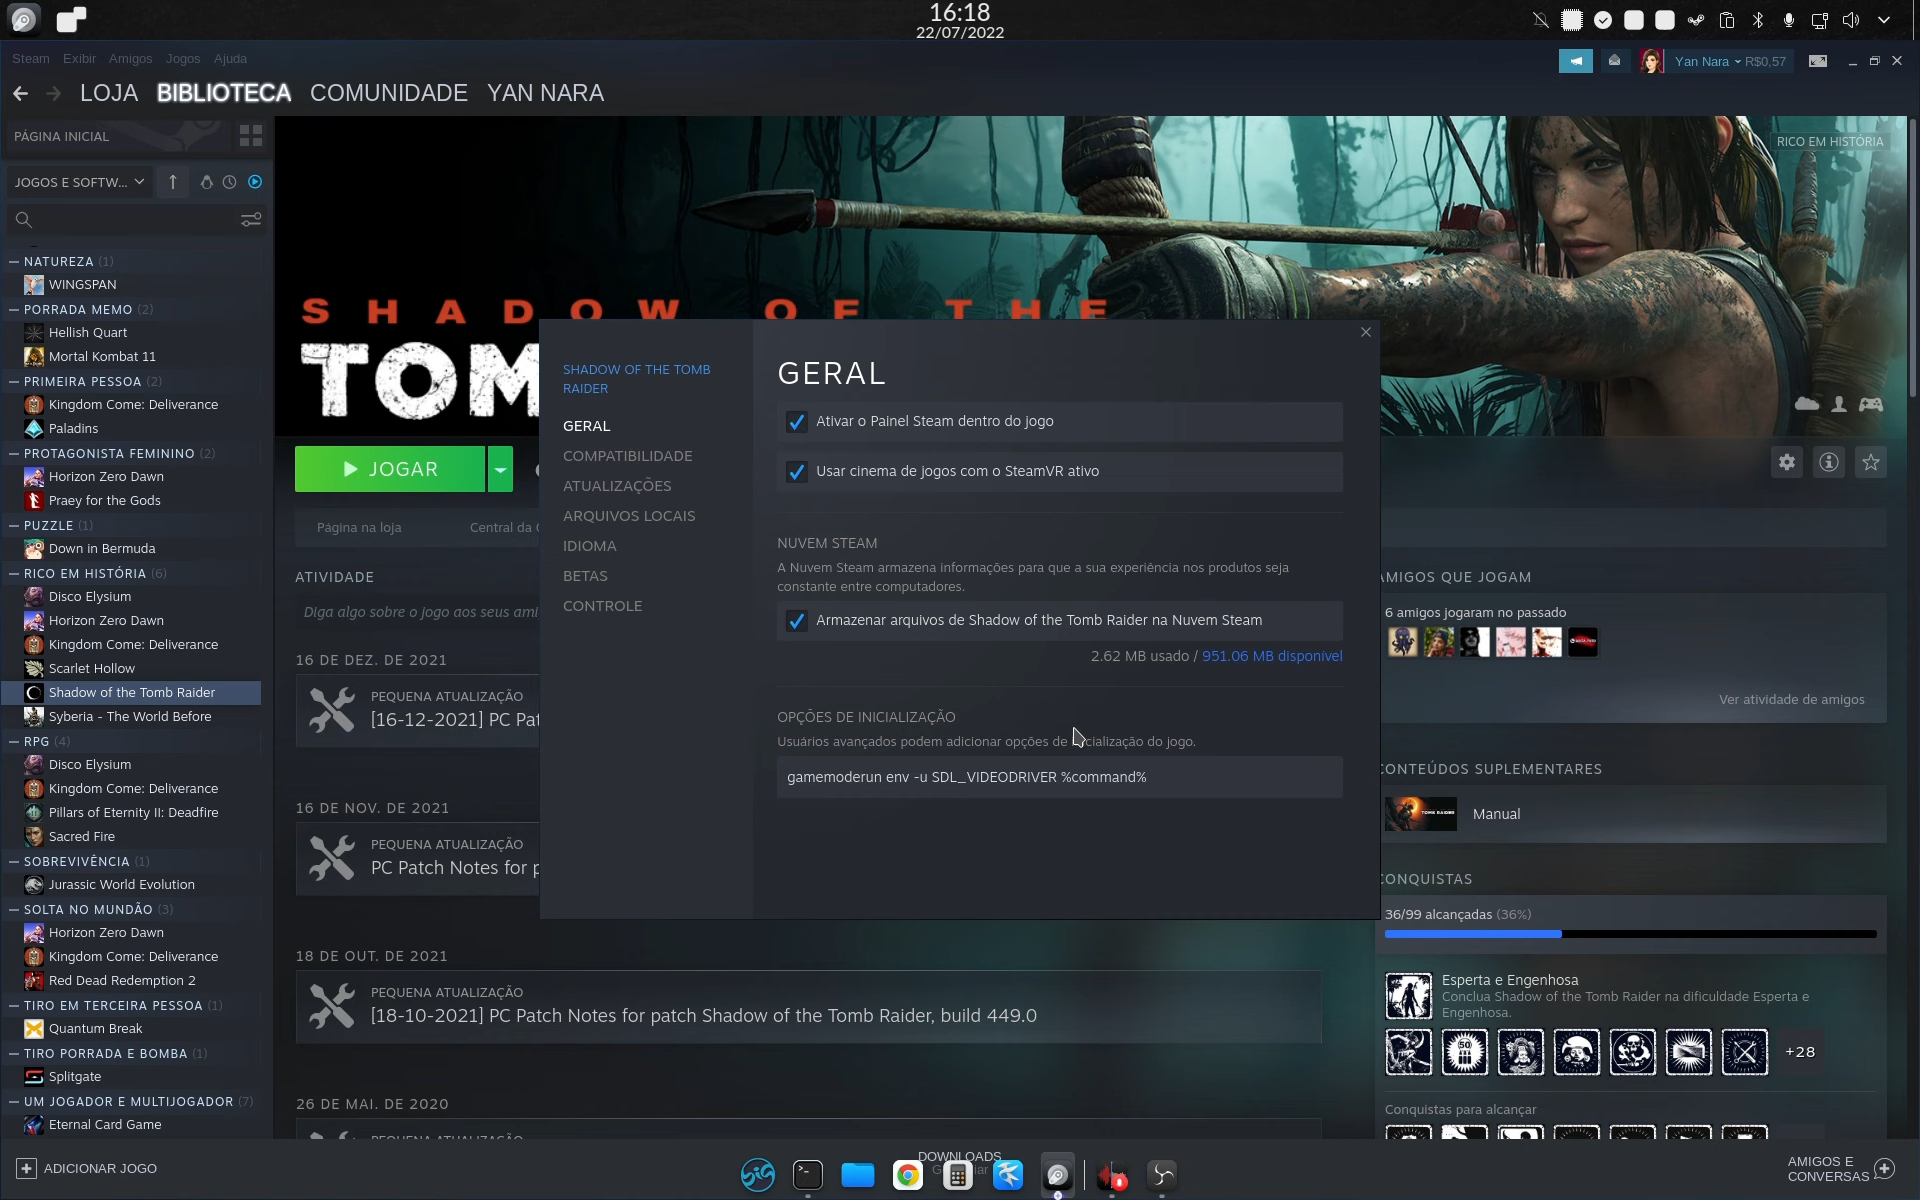 16:18
22/07/2022
Steam Exibir Amigos Jogos Ajuda
Yan Nara R$0,57
LOJA BIBLIOTECA COMUNIDADE YAN NARA
PÁGINA INICIAL
JOGOS E SOFTW...
NATUREZA (1)
WINGSPAN
PORRADA MEMO (2)
Hellish Quart
Mortal Kombat 11
PRIMEIRA PESSOA (2)
Kingdom Come: Deliverance
Paladins
PROTAGONISTA FEMININO (2)
Horizon Zero Dawn
Praey for the Gods
PUZZLE (1)
Down in Bermuda
RICO EM HISTÓRIA (6)
Disco Elysium
Horizon Zero Dawn
Kingdom Come: Deliverance
Scarlet Hollow
Shadow of the Tomb Raider
Syberia - The World Before
RPG (4)
Disco Elysium
Kingdom Come: Deliverance
Pillars of Eternity II: Deadfire
Sacred Fire
SOBREVIVÊNCIA (1)
Jurassic World Evolution
SOLTA NO MUNDÃO (3)
Horizon Zero Dawn
Kingdom Come: Deliverance
Red Dead Redemption 2
TIRO EM TERCEIRA PESSOA (1)
Quantum Break
TIRO PORRADA E BOMBA (1)
Splitgate
UM JOGADOR E MULTIJOGADOR (7)
Eternal Card Game
ADICIONAR JOGO
RICO EM HISTÓRIA
SHADOW OF THE
TOM
JOGAR
Página na loja Central da
ATIVIDADE
Diga algo sobre o jogo aos seus ami
16 DE DEZ. DE 2021
PEQUENA ATUALIZAÇÃO
[16-12-2021] PC Pat
16 DE NOV. DE 2021
PEQUENA ATUALIZAÇÃO
PC Patch Notes for p
18 DE OUT. DE 2021
PEQUENA ATUALIZAÇÃO
[18-10-2021] PC Patch Notes for patch Shadow of the Tomb Raider, build 449.0
26 DE MAI. DE 2020
PEQUENA ATUALIZAÇÃO
SHADOW OF THE TOMB
RAIDER
GERAL
COMPATIBILIDADE
ATUALIZAÇÕES
ARQUIVOS LOCAIS
IDIOMA
BETAS
CONTROLE
GERAL
Ativar o Painel Steam dentro do jogo
Usar cinema de jogos com o SteamVR ativo
NUVEM STEAM
A Nuvem Steam armazena informações para que a sua experiência nos produtos seja
constante entre computadores.
Armazenar arquivos de Shadow of the Tomb Raider na Nuvem Steam
2.62 MB usado / 951.06 MB disponível
OPÇÕES DE INICIALIZAÇÃO
Usuários avançados podem adicionar opções de inicialização do jogo.
gamemoderun env -u SDL_VIDEODRIVER %command%
AMIGOS QUE JOGAM
6 amigos jogaram no passado
Ver atividade de amigos
CONTEÚDOS SUPLEMENTARES
TOMB RAIDER
Manual
CONQUISTAS
36/99 alcançadas (36%)
Esperta e Engenhosa
Conclua Shadow of the Tomb Raider na dificuldade Esperta e
Engenhosa.
50
+28
Conquistas para alcançar
DOWNLOADS
AMIGOS E
CONVERSAS